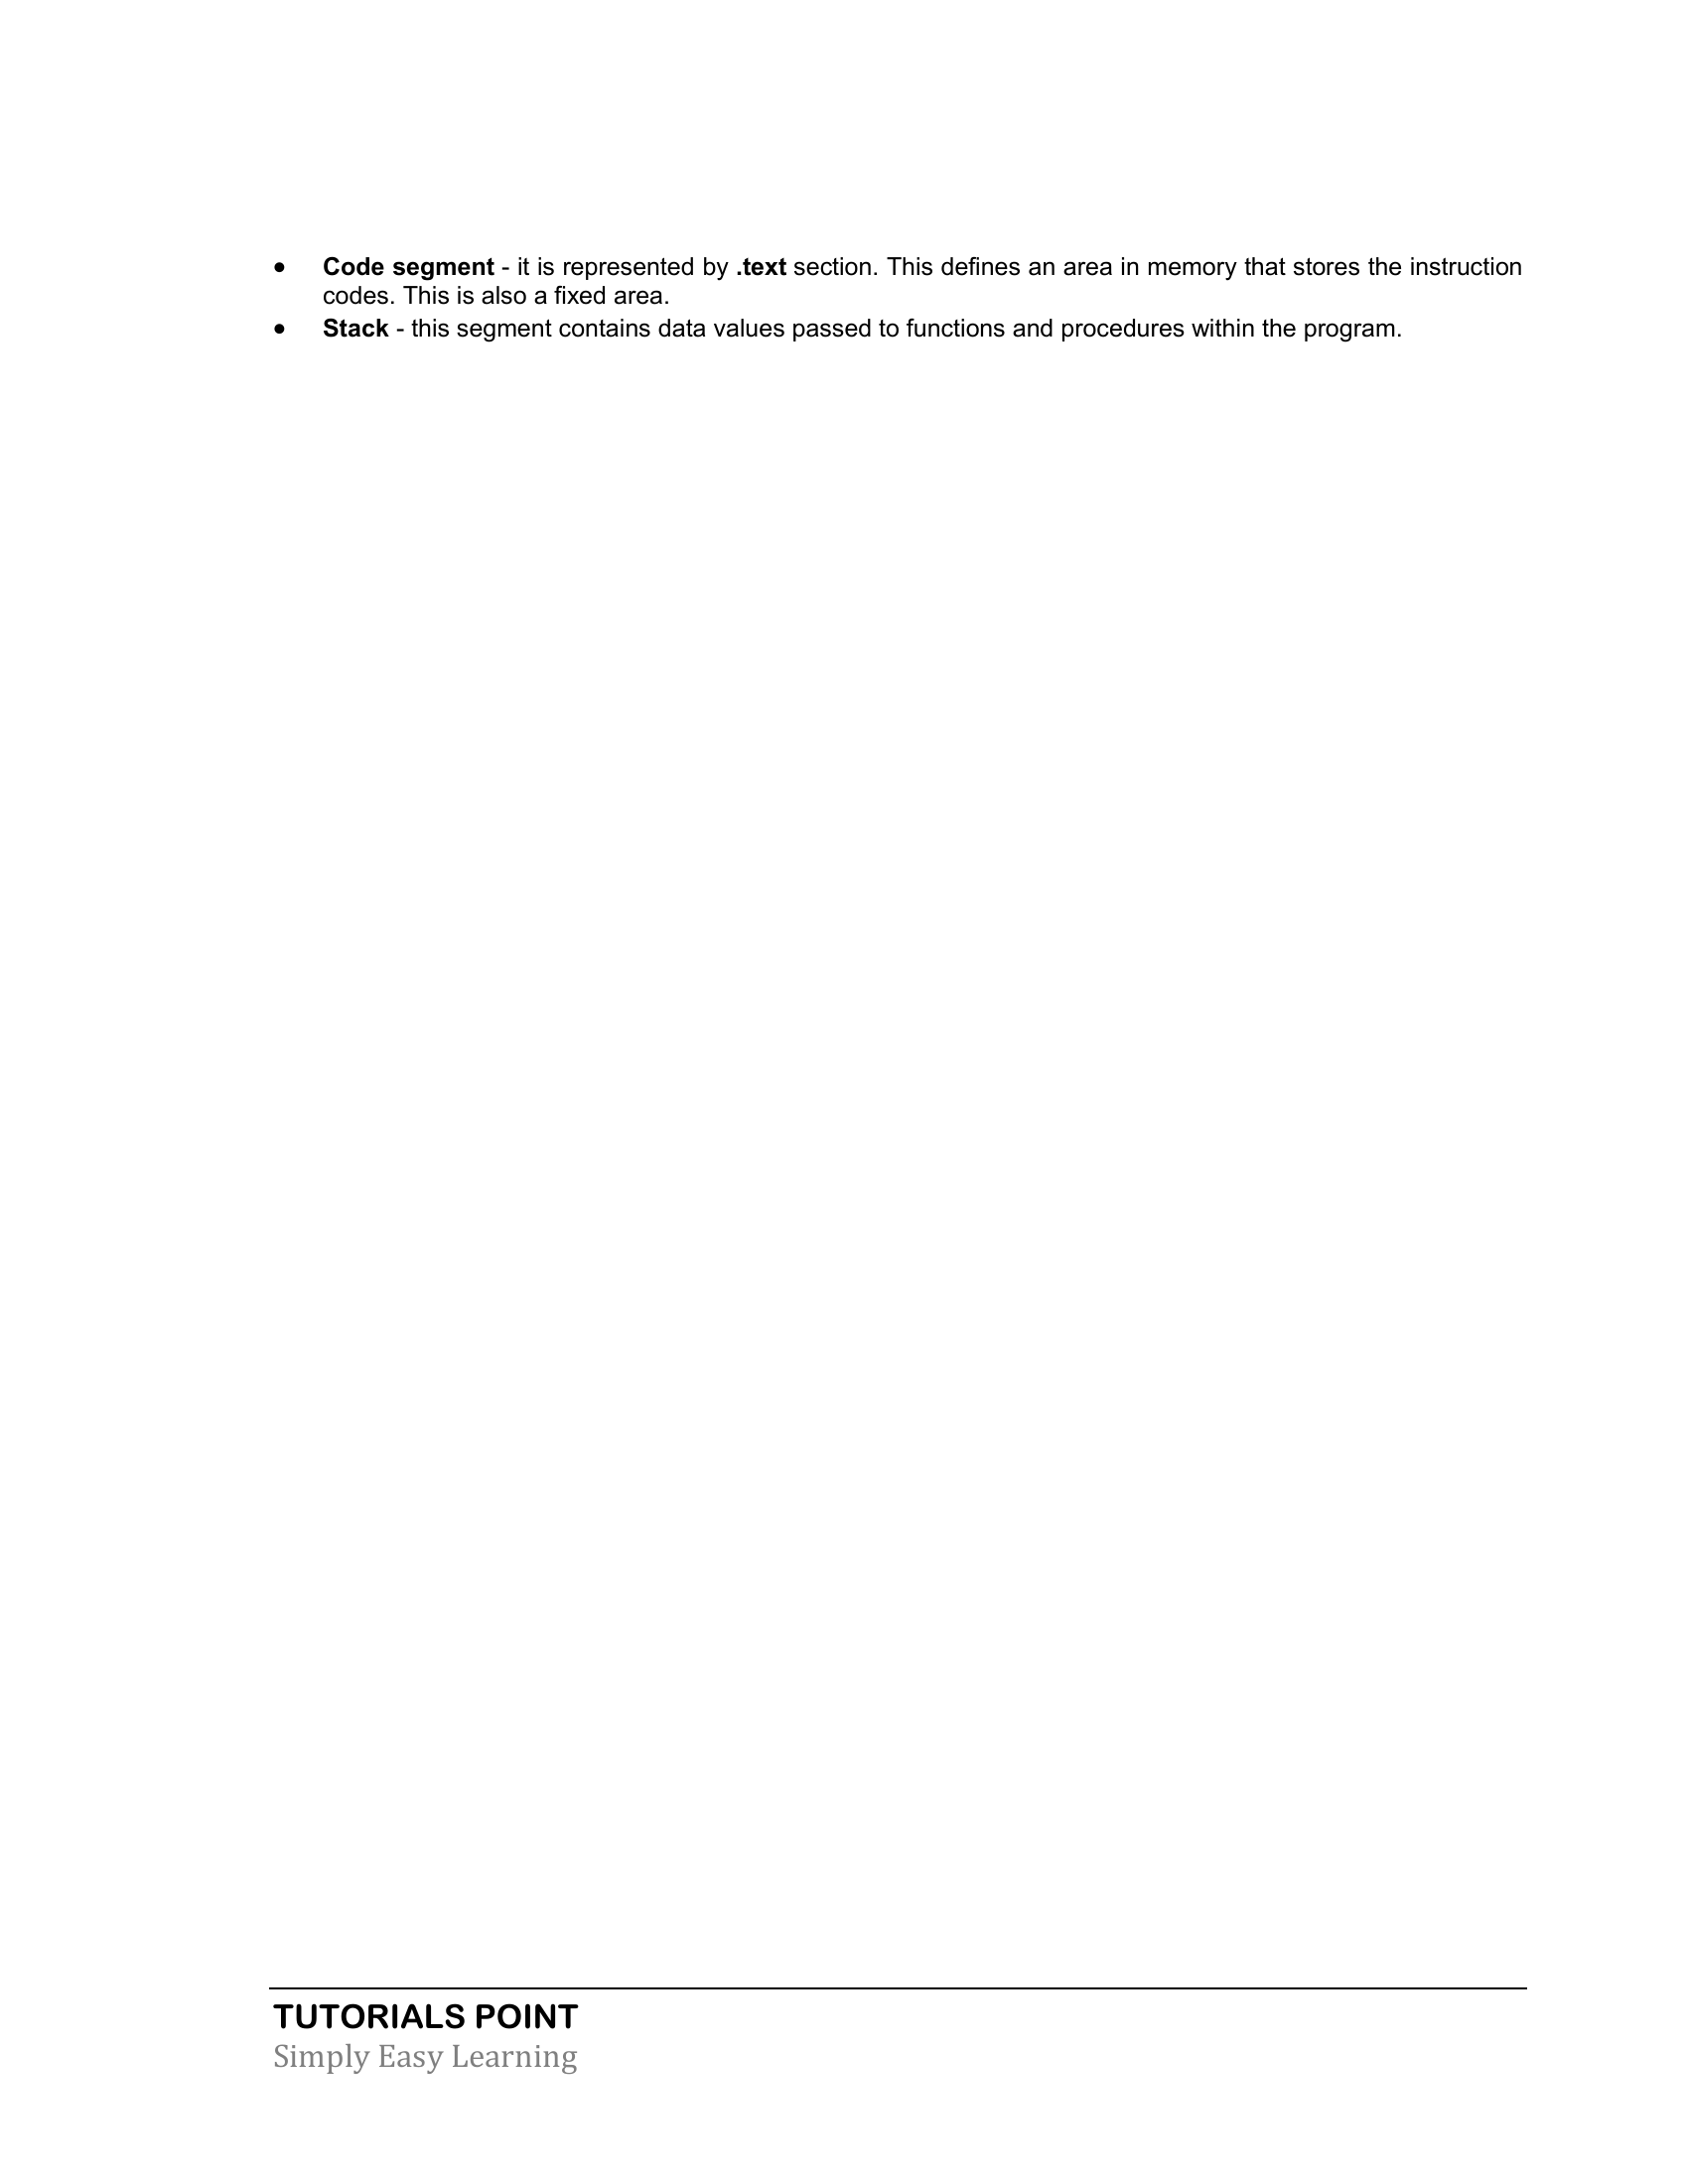 • Code segment - it is represented by .text section. This defines an area in memory that stores the instruction
codes. This is also a fixed area.
• Stack - this segment contains data values passed to functions and procedures within the program.
TUTORIALS POINT
Simply Easy Learning